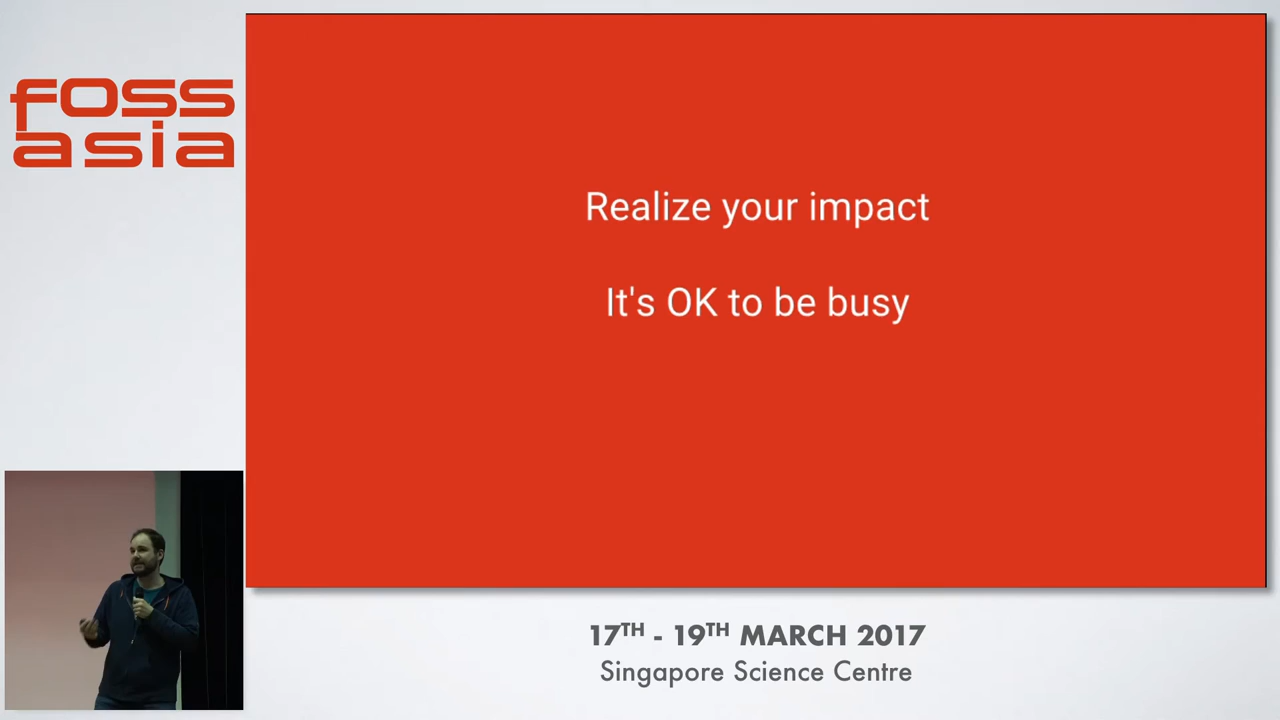 foss
asia
Realize your impact
It's OK to be busy
17TH - 19TH MARCH 2017
Singapore Science Centre